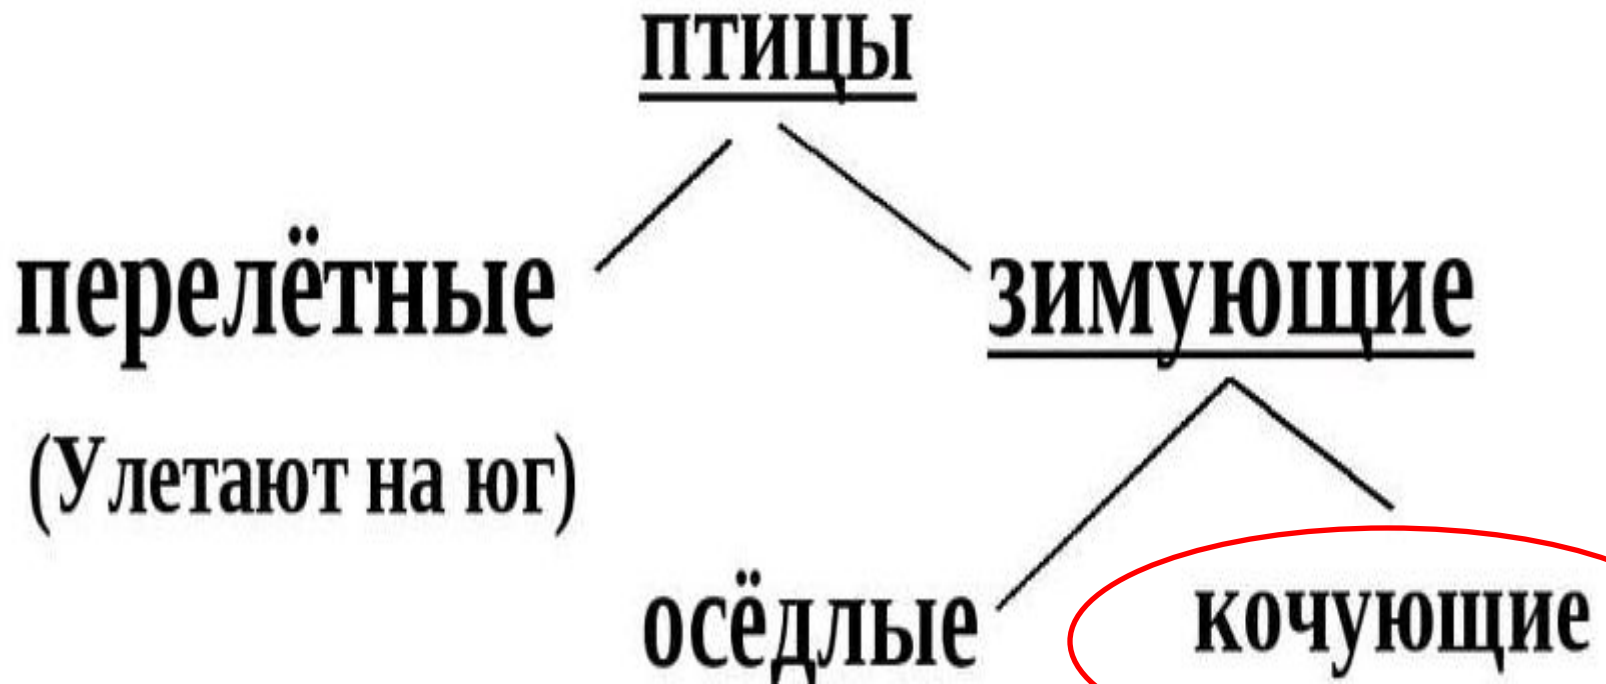 птицы
перелётные
зимующие
(Улетают на юг)
осёдлые
кочующие